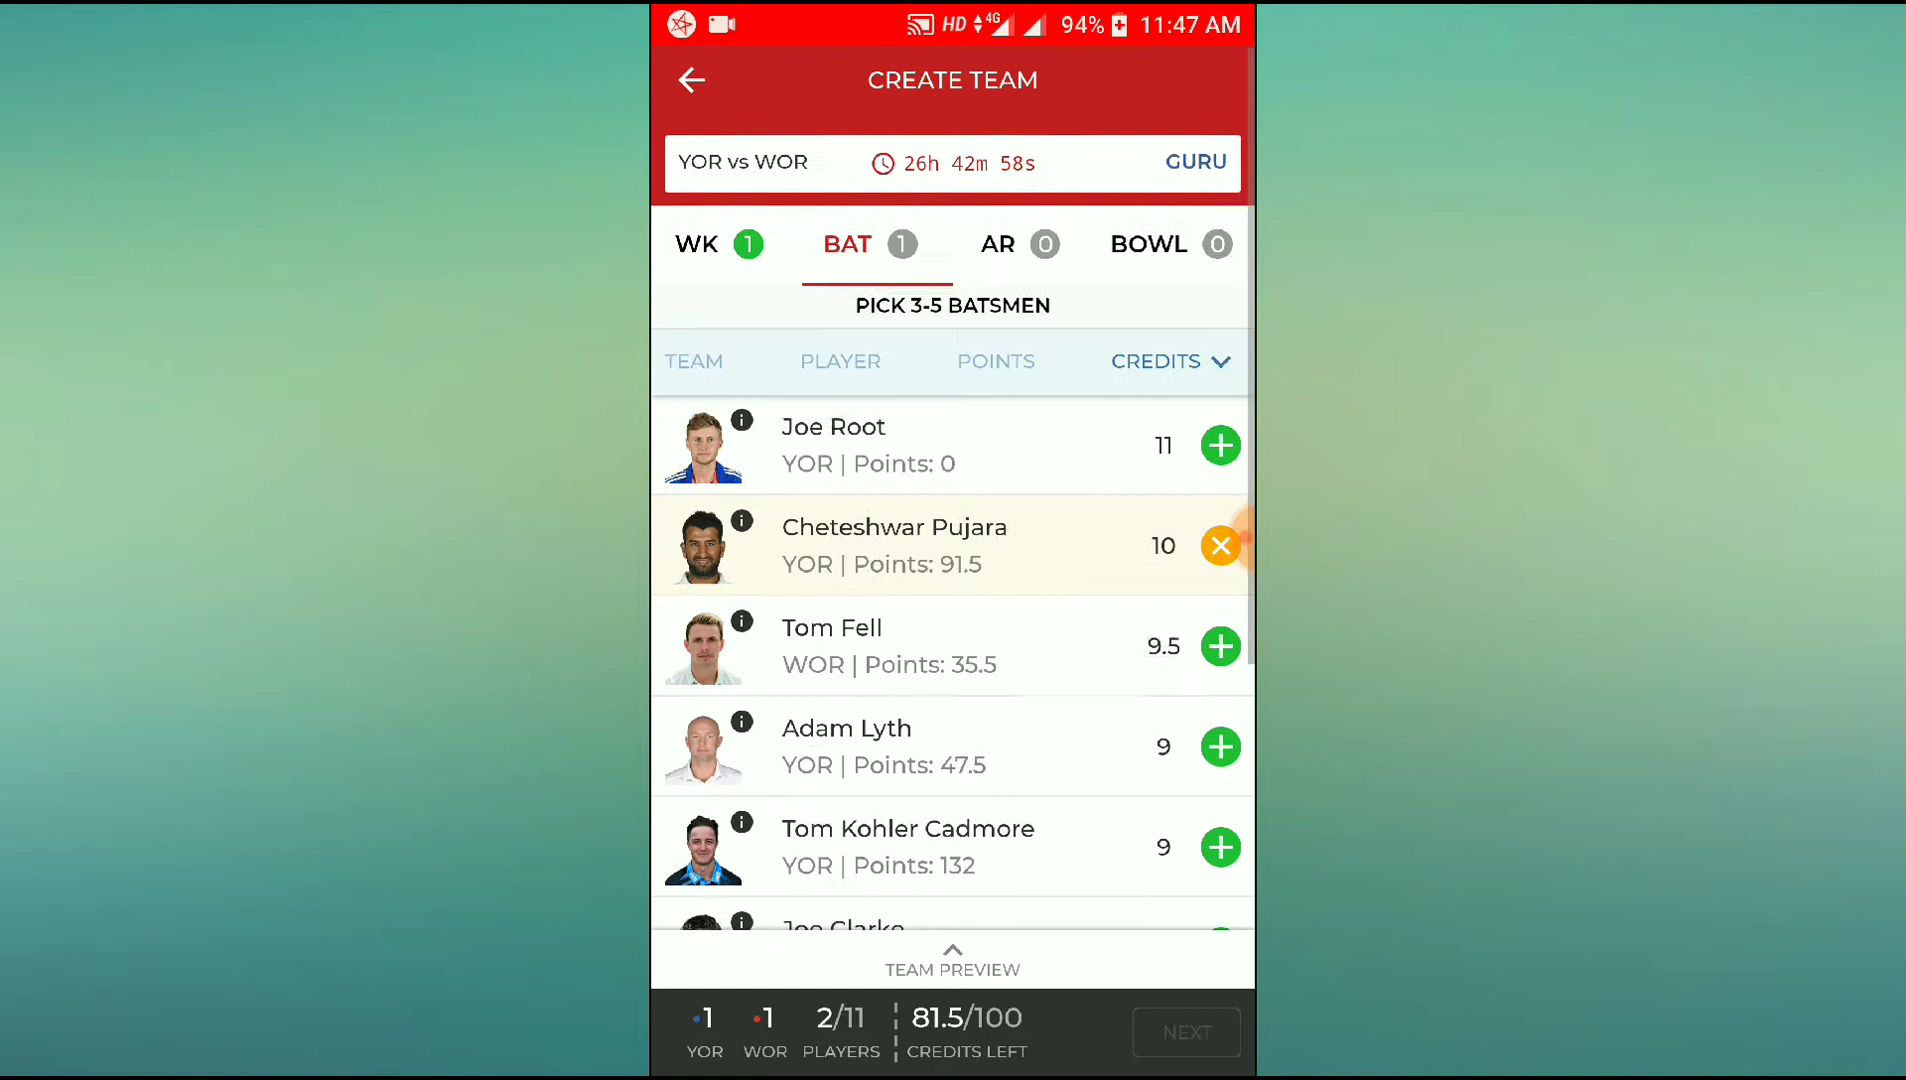 HD 4G 94% 11:47 AM
CREATE TEAM
YOR vs WOR 26h 42m 58s GURU
WK 1 BAT 1 AR 0 BOWL 0
PICK 3-5 BATSMEN
TEAM PLAYER POINTS CREDITS
Joe Root
YOR | Points: 0
11
Cheteshwar Pujara
YOR | Points: 91.5
10
Tom Fell
WOR | Points: 35.5
9.5
Adam Lyth
YOR | Points: 47.5
9
Tom Kohler Cadmore
YOR | Points: 132
9
Joe Clarke
TEAM PREVIEW
1 1 2/11 81.5/100
YOR WOR PLAYERS CREDITS LEFT
NEXT